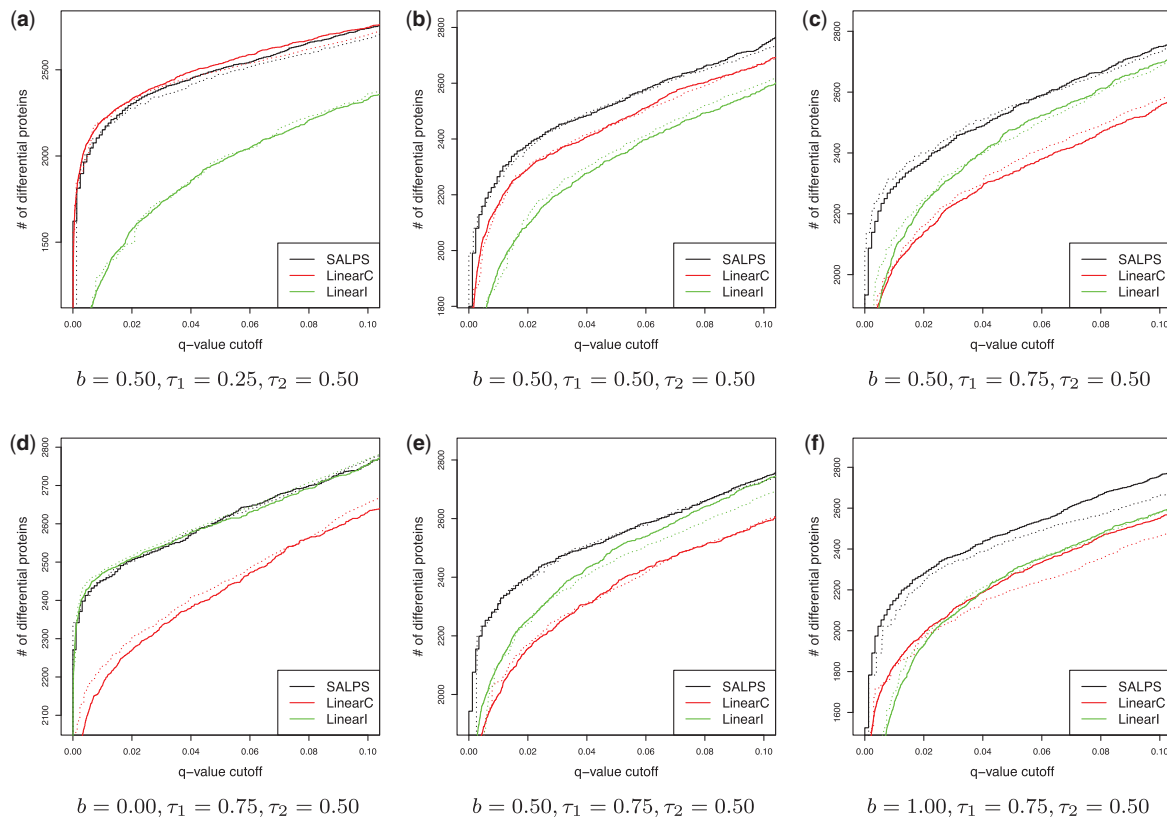 (a)
# of differential proteins
2500
2000
1500
SALPS
LinearC
LinearI
0.00 0.02 0.04 0.06 0.08 0.10
q−value cutoff
b = 0.50, τ1 = 0.25, τ2 = 0.50
(b)
# of differential proteins
2800
2600
2400
2200
2000
1800
SALPS
LinearC
LinearI
0.00 0.02 0.04 0.06 0.08 0.10
q−value cutoff
b = 0.50, τ1 = 0.50, τ2 = 0.50
(c)
# of differential proteins
2800
2600
2400
2200
2000
SALPS
LinearC
LinearI
0.00 0.02 0.04 0.06 0.08 0.10
q−value cutoff
b = 0.50, τ1 = 0.75, τ2 = 0.50
(d)
# of differential proteins
2800
2700
2600
2500
2400
2300
2200
2100
SALPS
LinearC
LinearI
0.00 0.02 0.04 0.06 0.08 0.10
q−value cutoff
b = 0.00, τ1 = 0.75, τ2 = 0.50
(e)
# of differential proteins
2800
2600
2400
2200
2000
SALPS
LinearC
LinearI
0.00 0.02 0.04 0.06 0.08 0.10
q−value cutoff
b = 0.50, τ1 = 0.75, τ2 = 0.50
(f)
# of differential proteins
2800
2600
2400
2200
2000
1800
1600
SALPS
LinearC
LinearI
0.00 0.02 0.04 0.06 0.08 0.10
q−value cutoff
b = 1.00, τ1 = 0.75, τ2 = 0.50